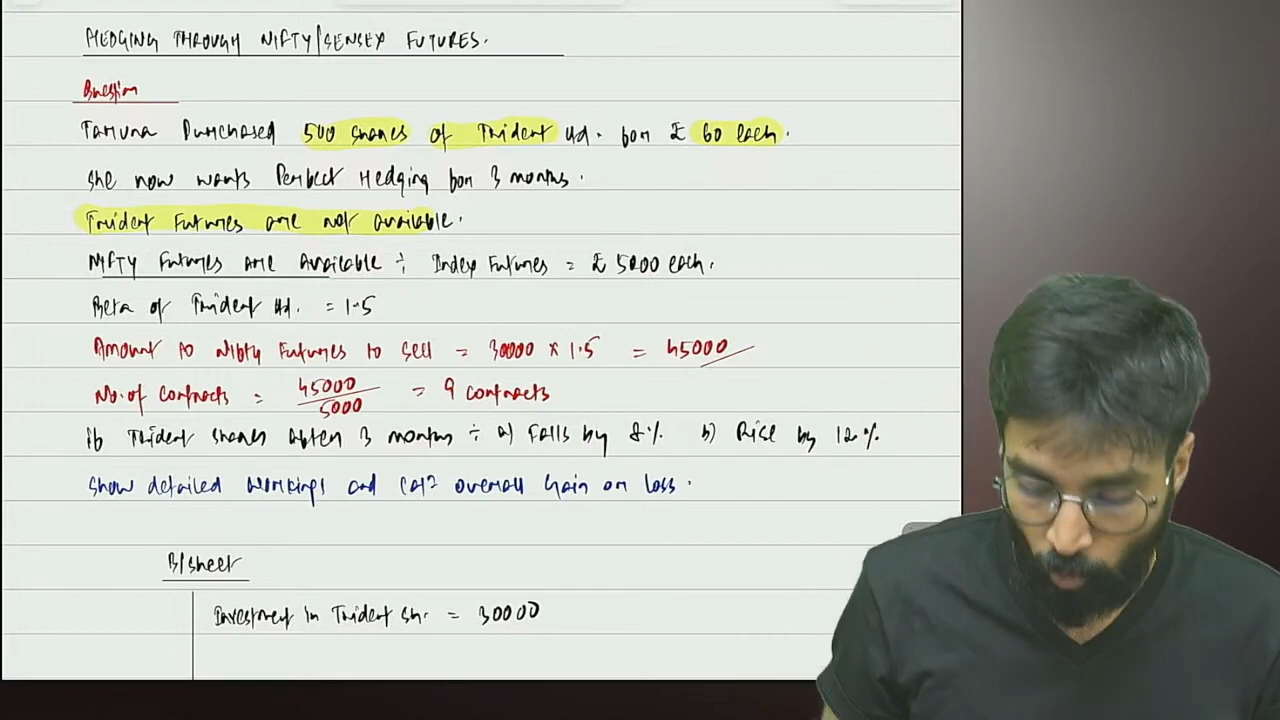 HEDGING THROUGH NIFTY/SENSEX FUTURES.
Question
Taruna Purchased 500 shares of Trident Ltd. for ₹ 60 each.
She now wants Perfect Hedging for 3 months.
Trident Futures are not available.
NIFTY Futures are Available ÷ Index Futures = ₹ 5000 each.
Beta of Trident Ltd. = 1.5
Amount to Nifty Futures to Sell = 30000 × 1.5 = 45000
No. of Contracts = 45000/5000 = 9 contracts
If Trident shares after 3 months ÷ a) Falls by 8% b) Rise by 12%
Show detailed workings and overall Gain or Loss.
B/sheet
Investment in Trident Sh. = 30000